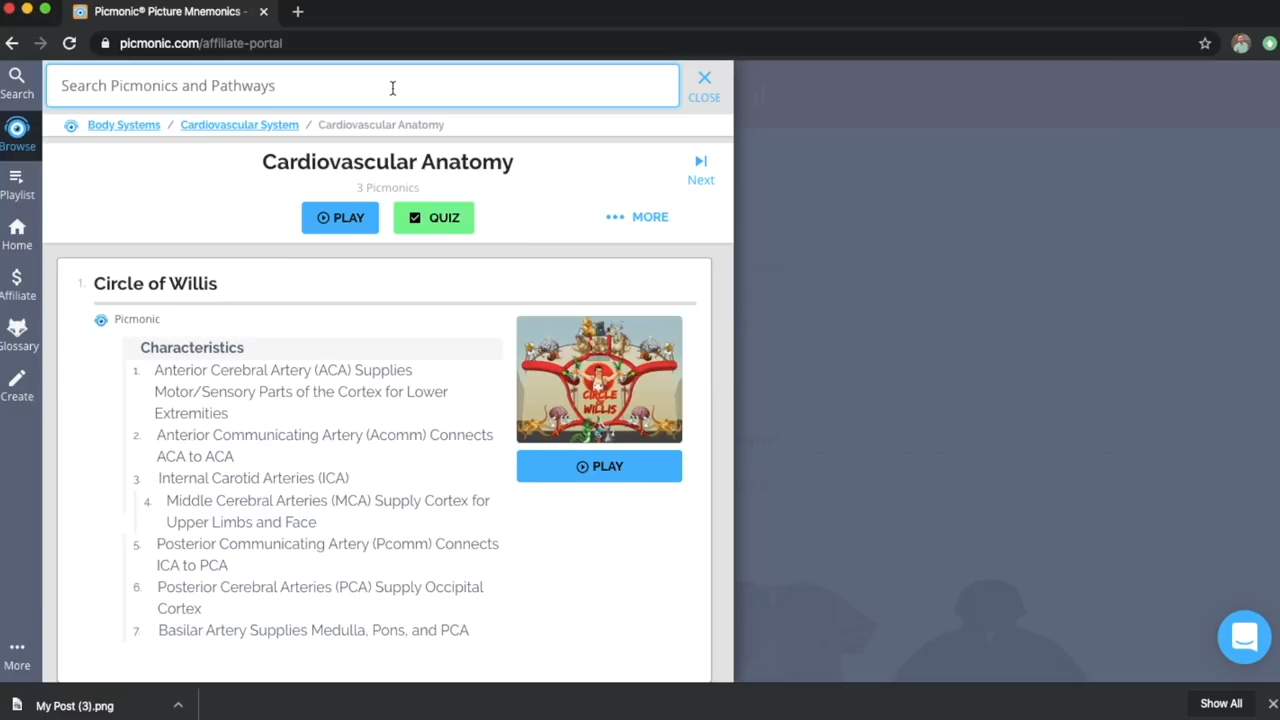 Picmonic® Picture Mnemonics -
picmonic.com/affiliate-portal
Search
Browse
Playlist
Home
Affiliate
Glossary
Create
More
Search Picmonics and Pathways
CLOSE
Body Systems / Cardiovascular System / Cardiovascular Anatomy
Cardiovascular Anatomy
3 Picmonics
Next
PLAY
QUIZ
MORE
1. Circle of Willis
Picmonic
Characteristics
1. Anterior Cerebral Artery (ACA) Supplies
Motor/Sensory Parts of the Cortex for Lower
Extremities
2. Anterior Communicating Artery (Acomm) Connects
ACA to ACA
3. Internal Carotid Arteries (ICA)
4. Middle Cerebral Arteries (MCA) Supply Cortex for
Upper Limbs and Face
5. Posterior Communicating Artery (Pcomm) Connects
ICA to PCA
6. Posterior Cerebral Arteries (PCA) Supply Occipital
Cortex
7. Basilar Artery Supplies Medulla, Pons, and PCA
CIRCLE
OF
WILLIS
PLAY
My Post (3).png
Show All